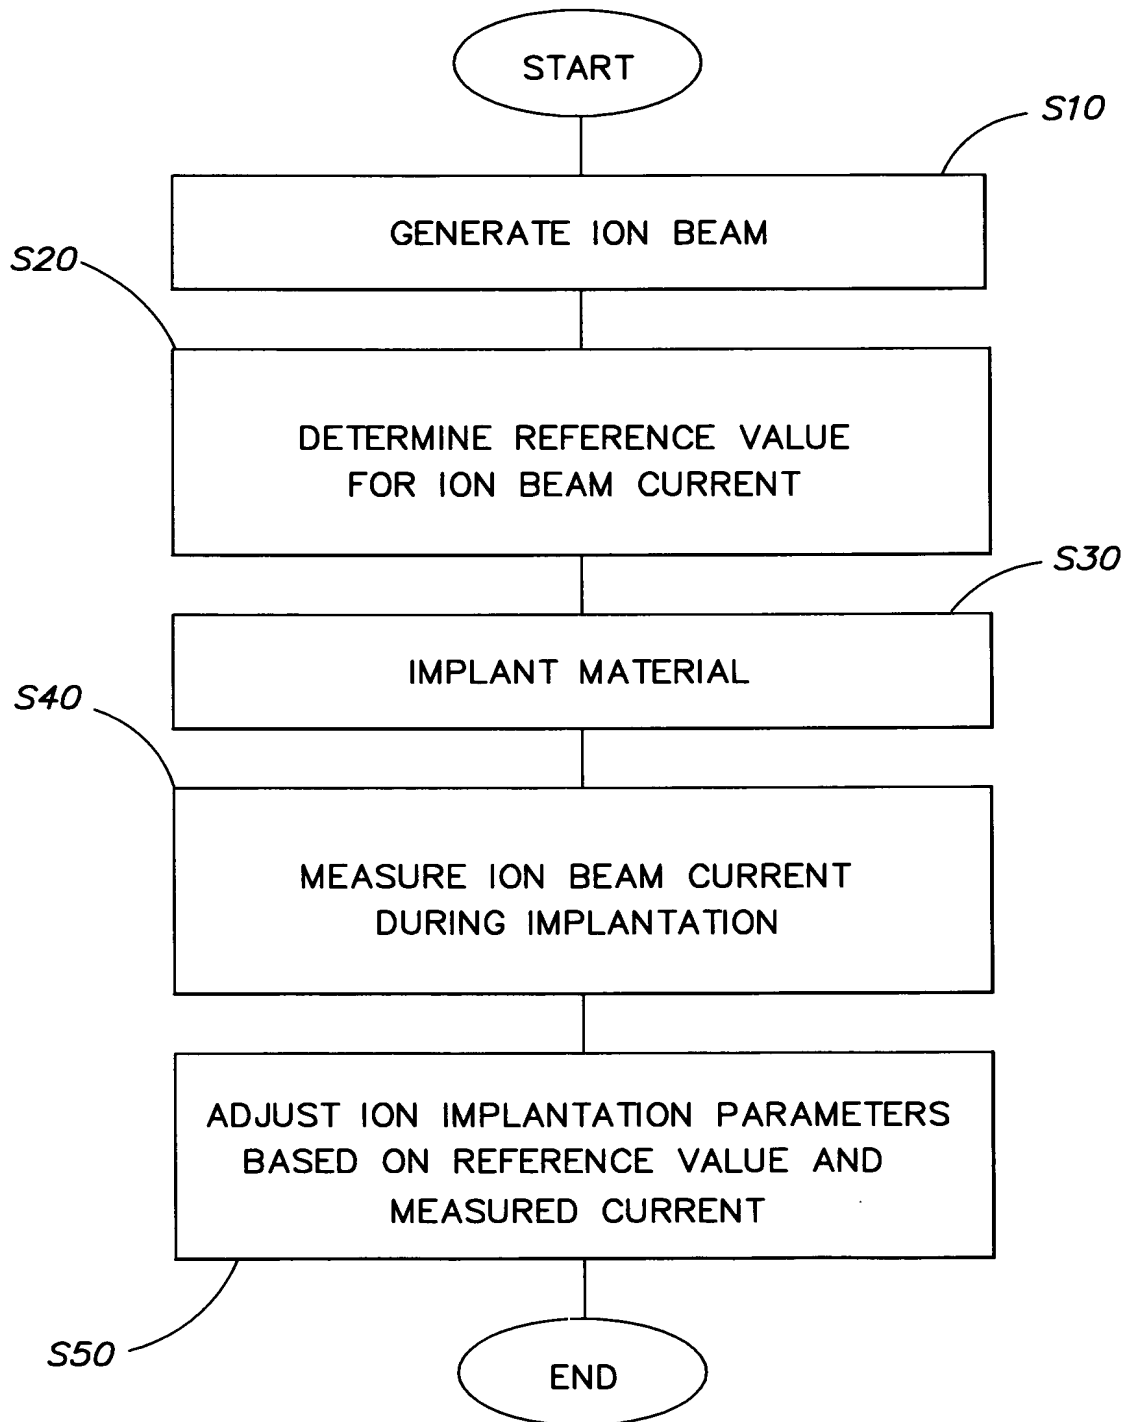 START
S10
GENERATE ION BEAM
S20
DETERMINE REFERENCE VALUE
FOR ION BEAM CURRENT
S30
IMPLANT MATERIAL
S40
MEASURE ION BEAM CURRENT
DURING IMPLANTATION
ADJUST ION IMPLANTATION PARAMETERS
BASED ON REFERENCE VALUE AND
MEASURED CURRENT
S50
END